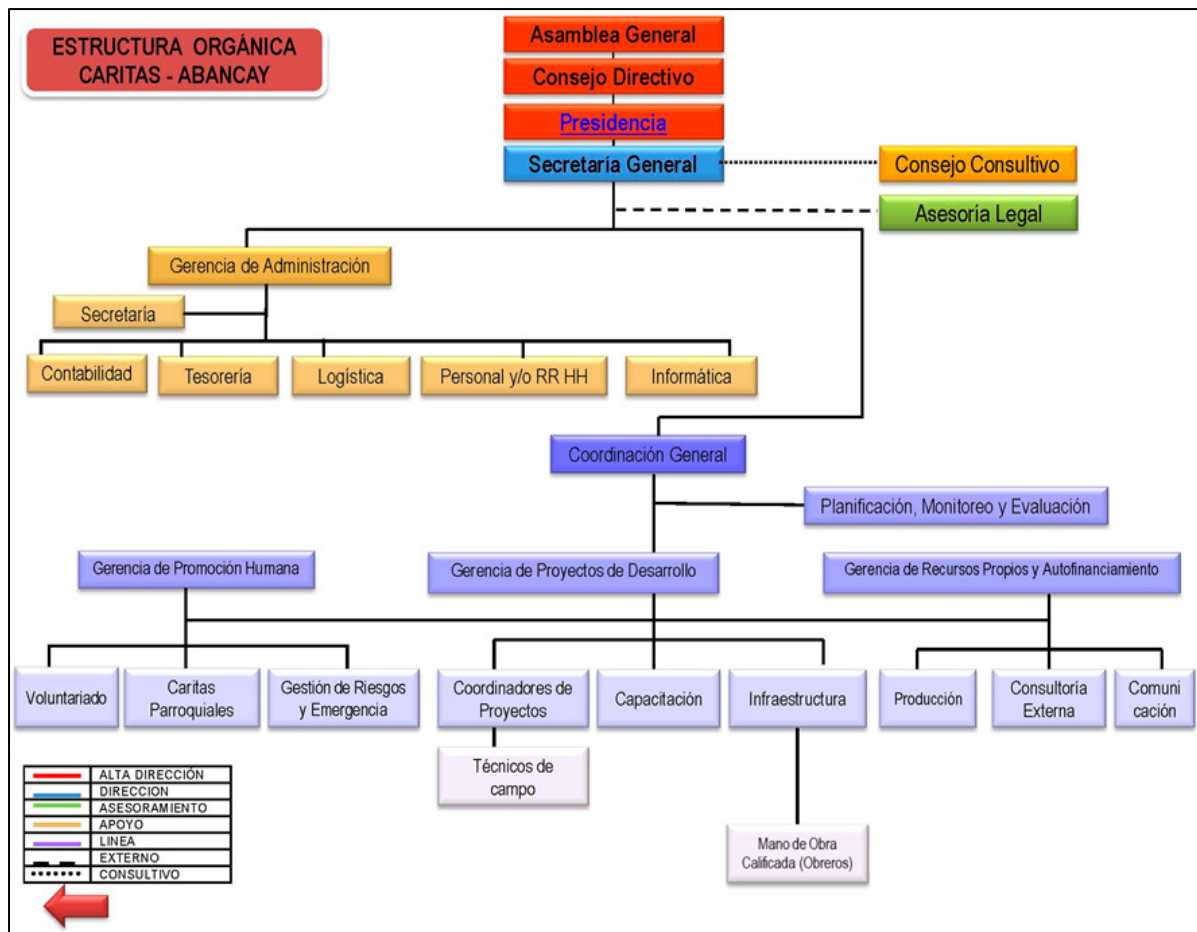 ESTRUCTURA ORGÁNICA
CARITAS - ABANCAY
Asamblea General
Consejo Directivo
Presidencia
Secretaría General
Consejo Consultivo
Asesoría Legal
Gerencia de Administración
Secretaría
Contabilidad
Tesorería
Logística
Personal y/o RR HH
Informática
Coordinación General
Planificación, Monitoreo y Evaluación
Gerencia de Promoción Humana
Gerencia de Proyectos de Desarrollo
Gerencia de Recursos Propios y Autofinanciamiento
Voluntariado
Caritas
Parroquiales
Gestión de Riesgos
y Emergencia
Coordinadores de
Proyectos
Capacitación
Infraestructura
Producción
Consultoría
Externa
Comuni
cación
Técnicos de
campo
Mano de Obra
Calificada (Obreros)
ALTA DIRECCIÓN
DIRECCION
ASESORAMIENTO
APOYO
LINEA
EXTERNO
CONSULTIVO